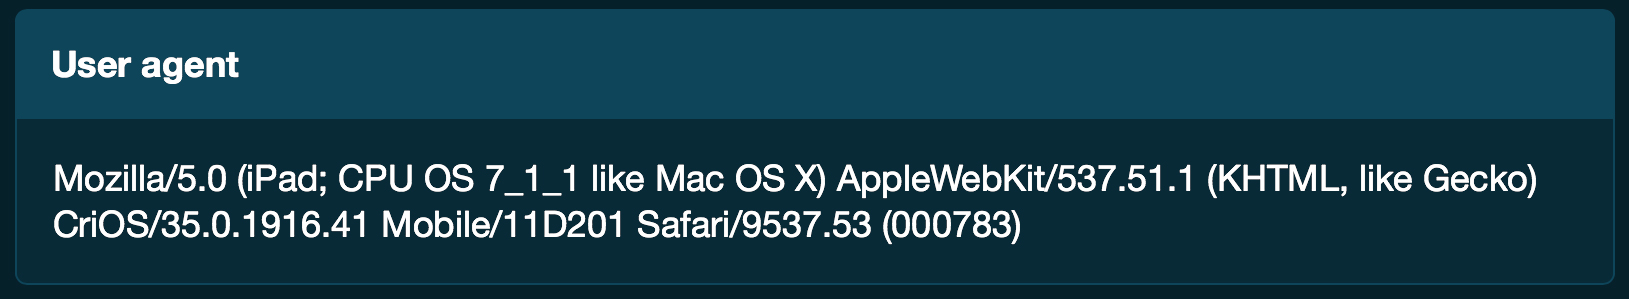 User agent
Mozilla/5.0 (iPad; CPU OS 7_1_1 like Mac OS X) AppleWebKit/537.51.1 (KHTML, like Gecko)
CriOS/35.0.1916.41 Mobile/11D201 Safari/9537.53 (000783)